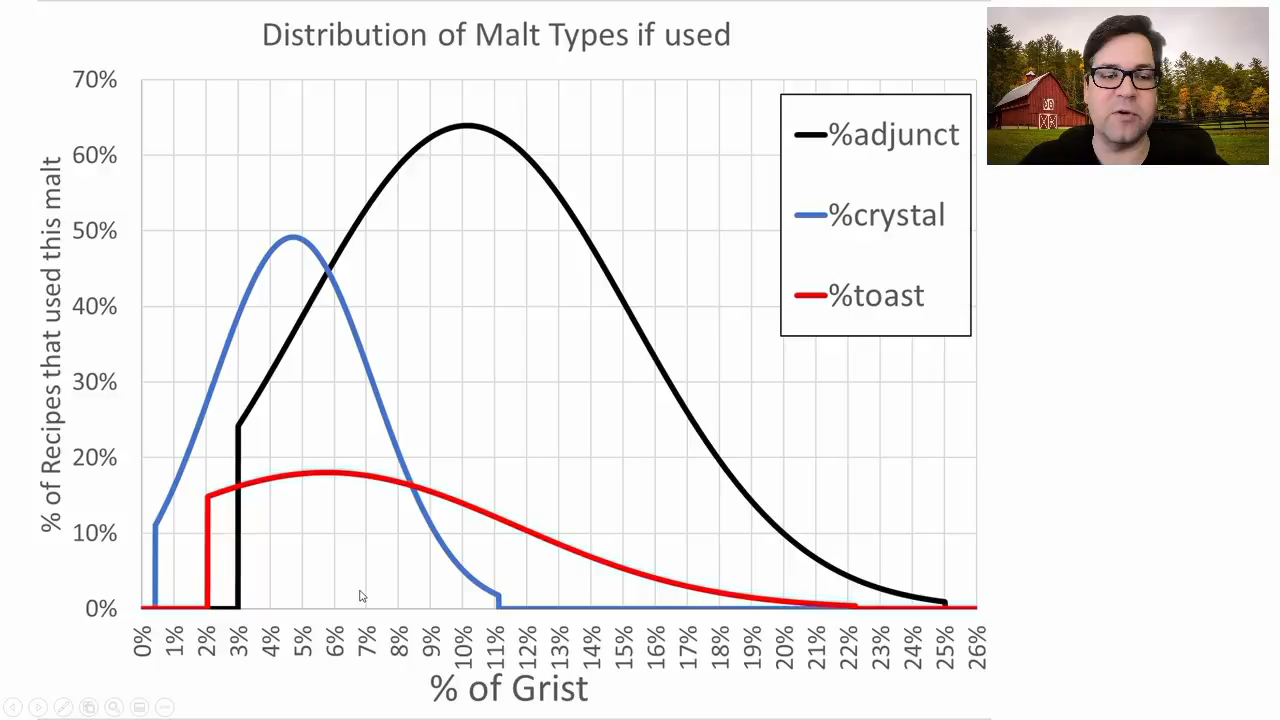 Distribution of Malt Types if used
70%
60%
50%
40%
30%
20%
10%
0%
% of Recipes that used this malt
%adjunct
%crystal
%toast
0% 1% 2% 3% 4% 5% 6% 7% 8% 9% 10% 11% 12% 13% 14% 15% 16% 17% 18% 19% 20% 21% 22% 23% 24% 25% 26%
% of Grist